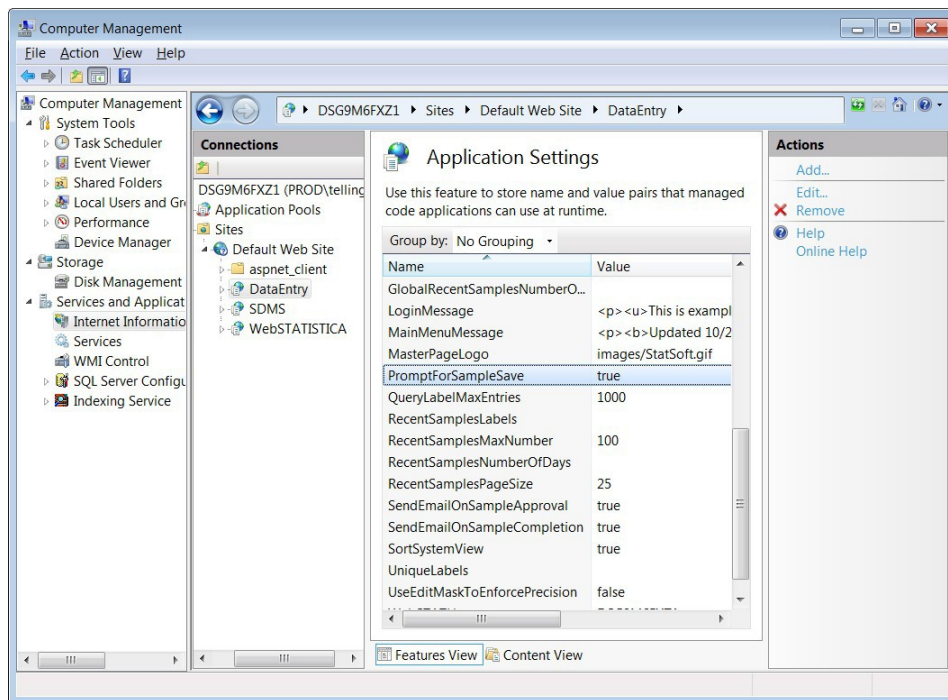 Computer Management
File Action View Help
Computer Management
System Tools
Task Scheduler
Event Viewer
Shared Folders
Local Users and Gr
Performance
Device Manager
Storage
Disk Management
Services and Applicat
Internet Informatio
Services
WMI Control
SQL Server Configu
Indexing Service
DSG9M6FXZ1 Sites Default Web Site DataEntry
Connections
DSG9M6FXZ1 (PROD\telling
Application Pools
Sites
Default Web Site
aspnet_client
DataEntry
SDMS
WebSTATISTICA
Application Settings
Use this feature to store name and value pairs that managed
code applications can use at runtime.
Group by: No Grouping
Name Value
GlobalRecentSamplesNumberO...
LoginMessage <p><u>This is exampl
MainMenuMessage <p><b>Updated 10/2
MasterPageLogo images/StatSoft.gif
PromptForSampleSave true
QueryLabelMaxEntries 1000
RecentSamplesLabels
RecentSamplesMaxNumber 100
RecentSamplesNumberOfDays
RecentSamplesPageSize 25
SendEmailOnSampleApproval true
SendEmailOnSampleCompletion true
SortSystemView true
UniqueLabels
UseEditMaskToEnforcePrecision false
Features View Content View
Actions
Add...
Edit...
Remove
Help
Online Help